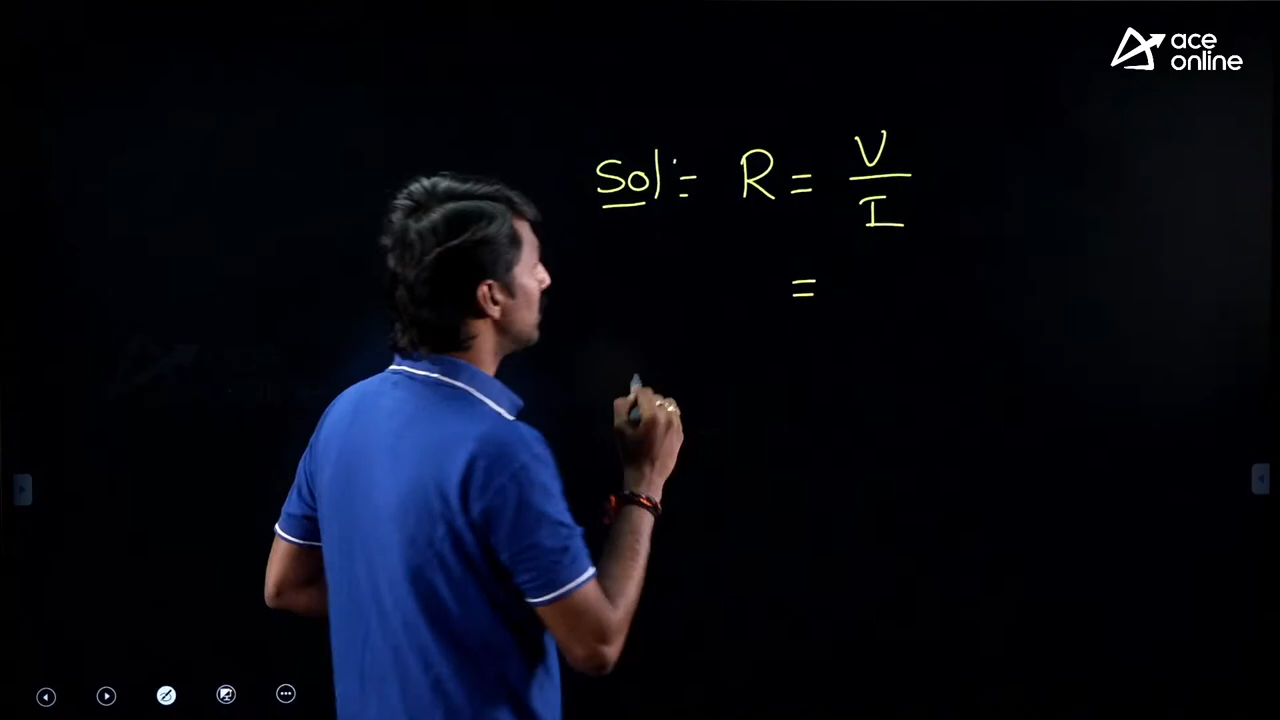 ace
online
Sol:- R = V/I
=